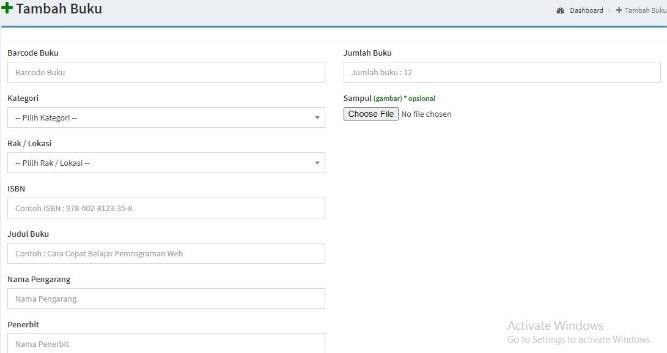 Tambah Buku
Dashboard > Tambah Buku
Barcode Buku
Barcode Buku
Kategori
-- Pilih Kategori --
Rak / Lokasi
-- Pilih Rak / Lokasi --
ISBN
Contoh ISBN : 978-602-8123-35-8
Judul Buku
Contoh : Cara Cepat Belajar Pemrograman Web
Nama Pengarang
Nama Pengarang
Penerbit
Nama Penerbit
Jumlah Buku
Jumlah buku : 12
Sampul (gambar) * opsional
Choose File No file chosen
Activate Windows
Go to Settings to activate Windows.